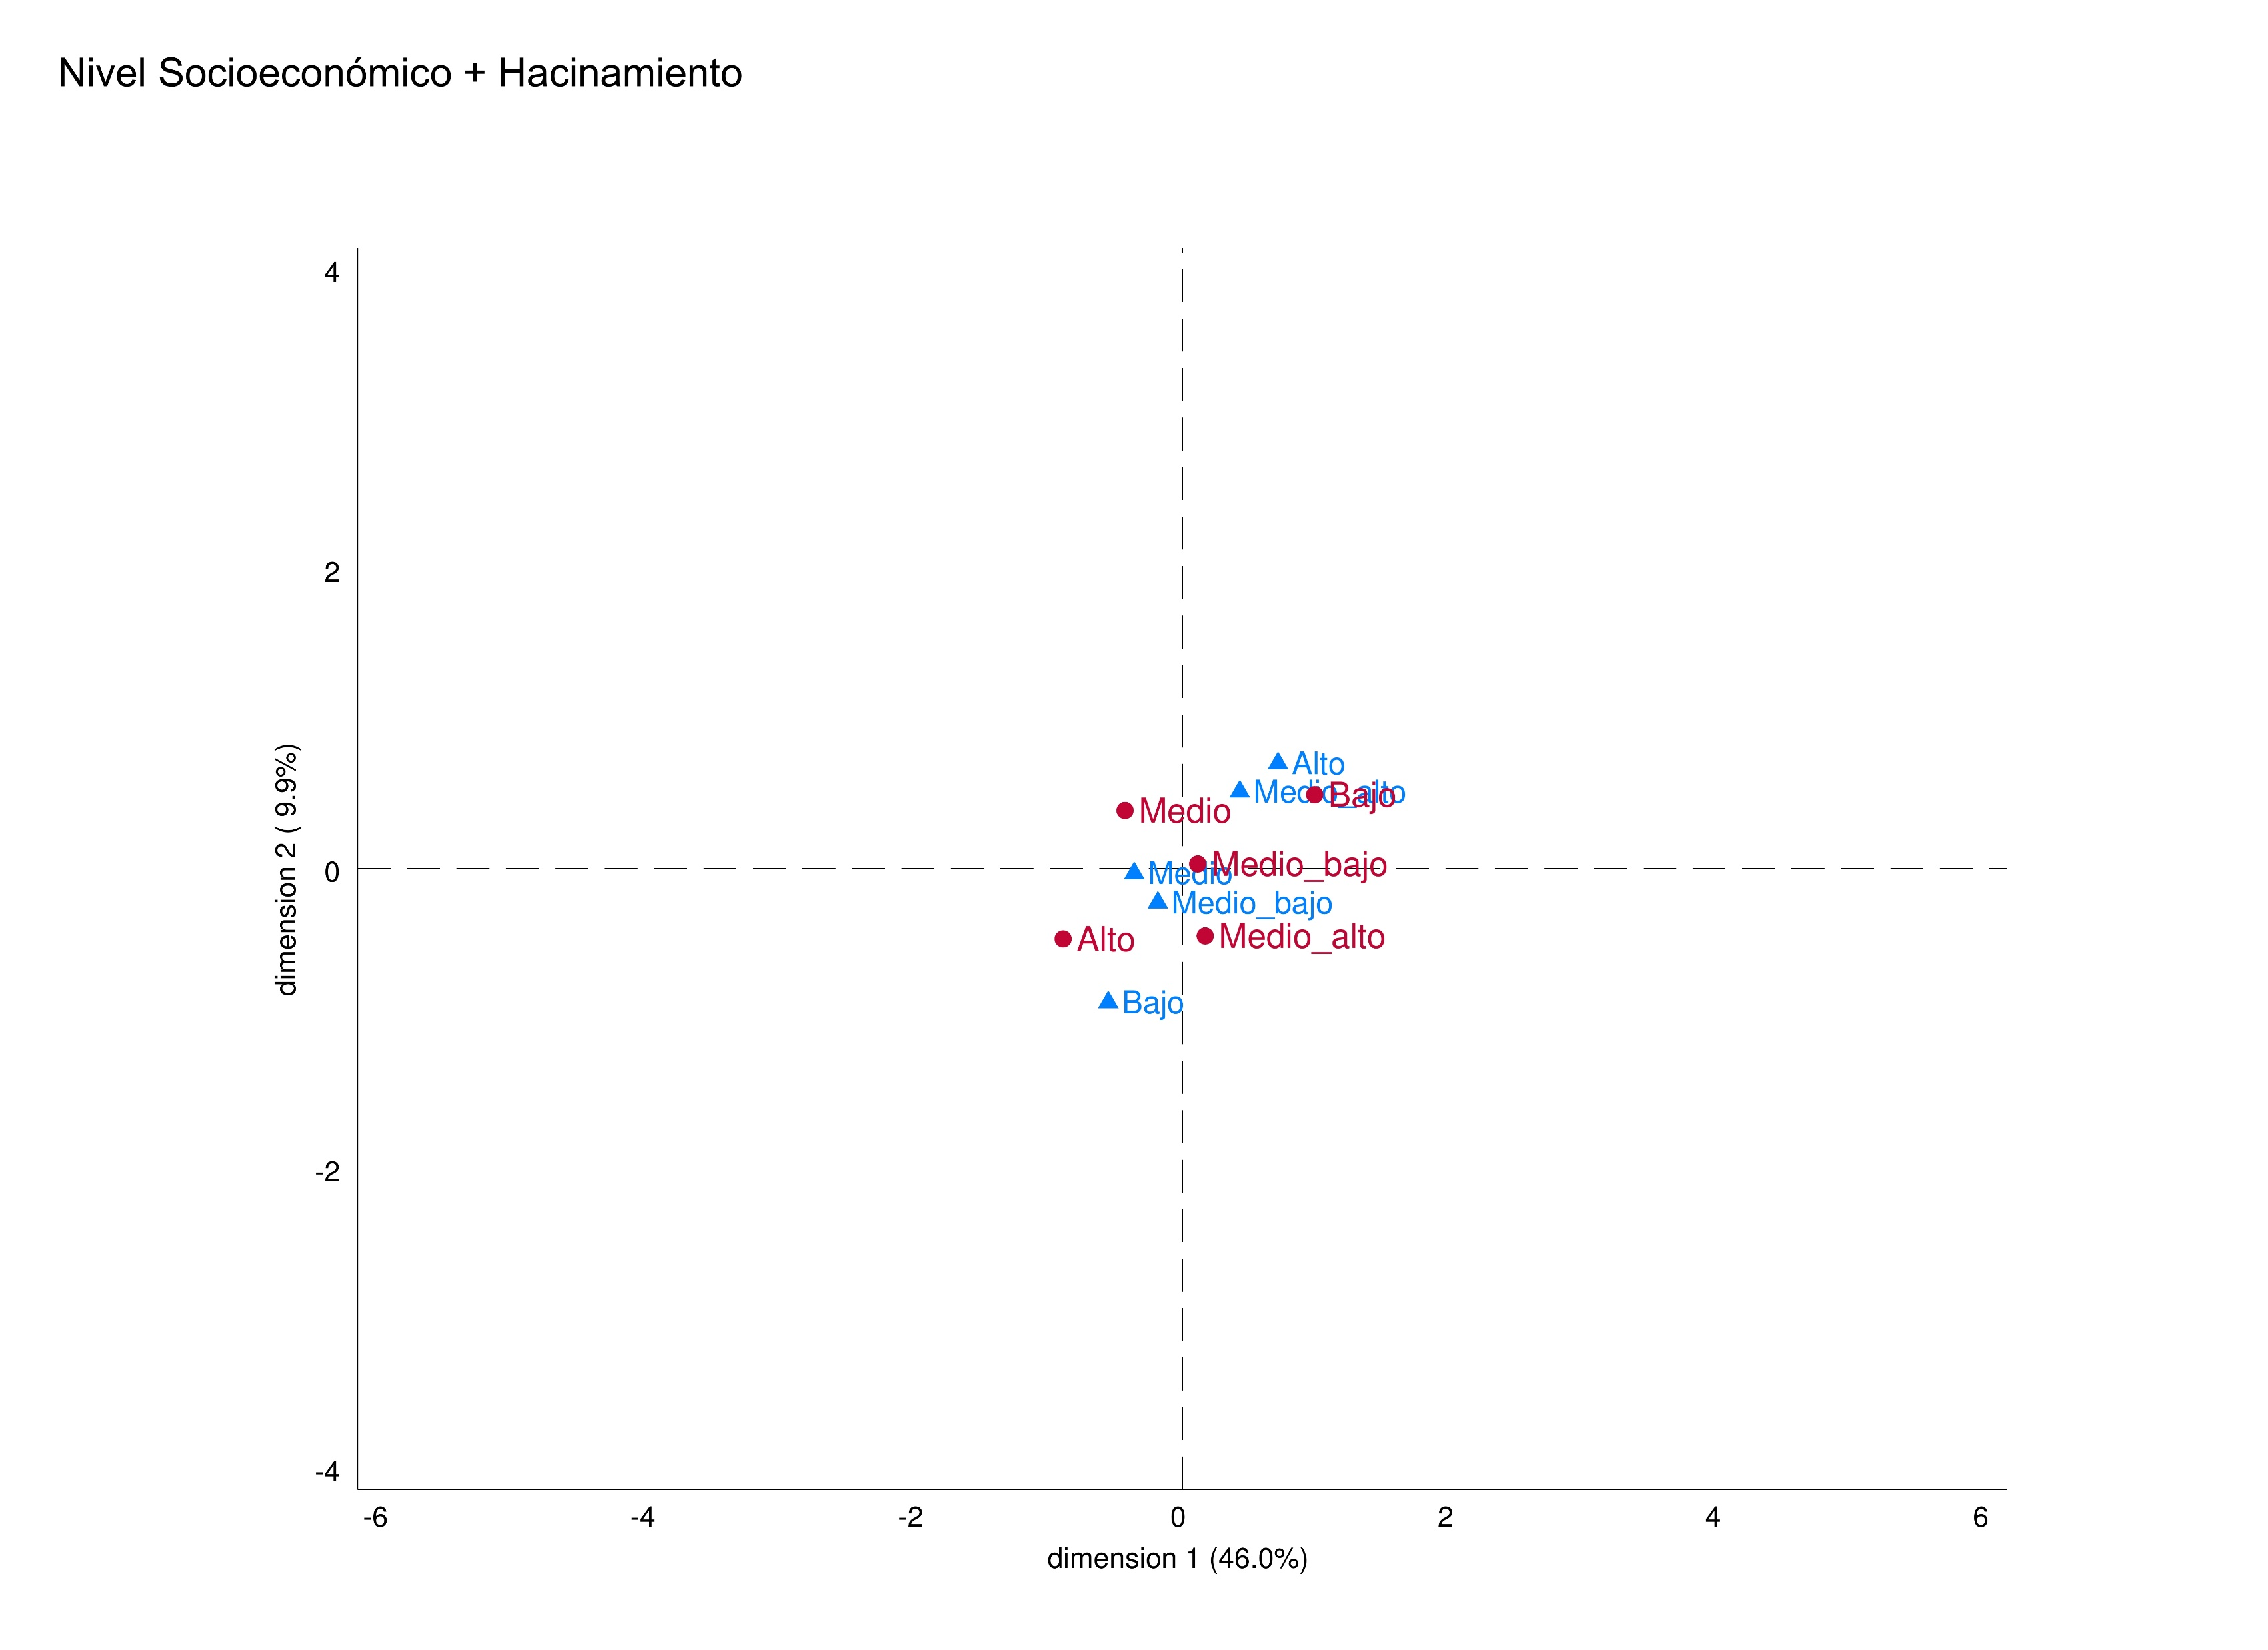 Nivel Socioeconómico + Hacinamiento
4
2
0
-2
-4
dimension 2 ( 9.9%)
Alto
Medio_alto
Bajo
Medio
Medio_bajo
Medio
Medio_bajo
Alto
Medio_alto
Bajo
-6
-4
-2
0
2
4
6
dimension 1 (46.0%)